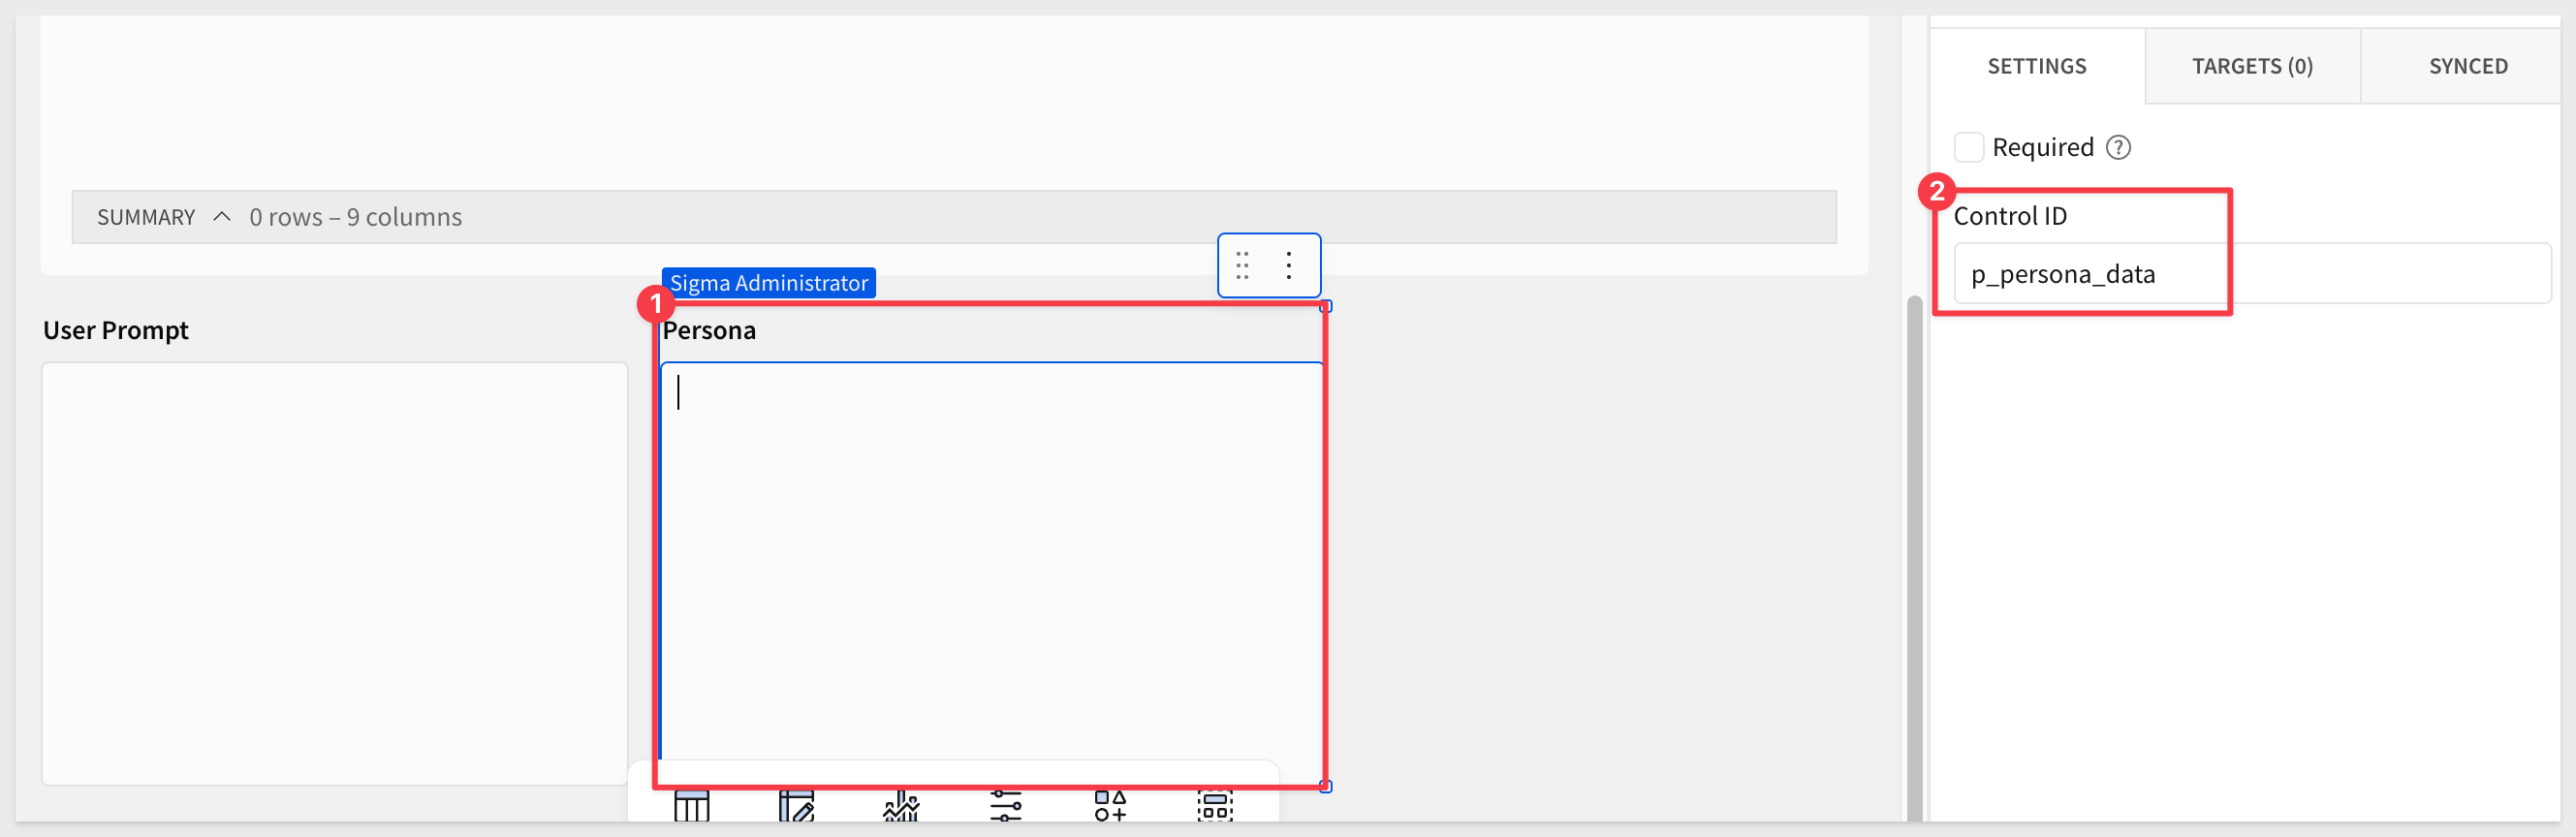 SETTINGS
TARGETS (0)
SYNCED
Required ?
2
Control ID
p_persona_data
SUMMARY 0 rows – 9 columns
Sigma Administrator
1
User Prompt
Persona